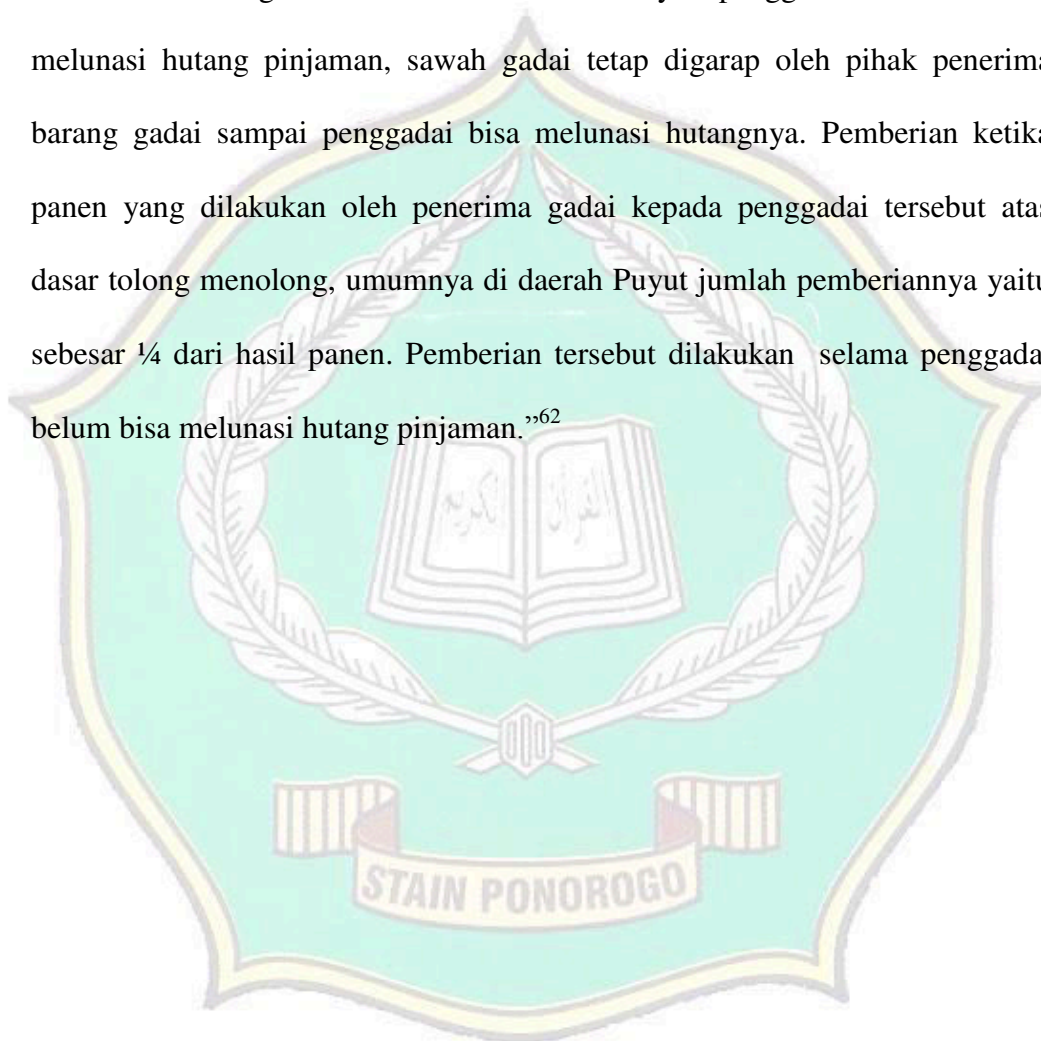 melunasi hutang pinjaman, sawah gadai tetap digarap oleh pihak penerima
barang gadai sampai penggadai bisa melunasi hutangnya. Pemberian ketika
panen yang dilakukan oleh penerima gadai kepada penggadai tersebut atas
dasar tolong menolong, umumnya di daerah Puyut jumlah pemberiannya yaitu
sebesar ¼ dari hasil panen. Pemberian tersebut dilakukan selama penggadai
belum bisa melunasi hutang pinjaman.”62
STAIN PONOROGO